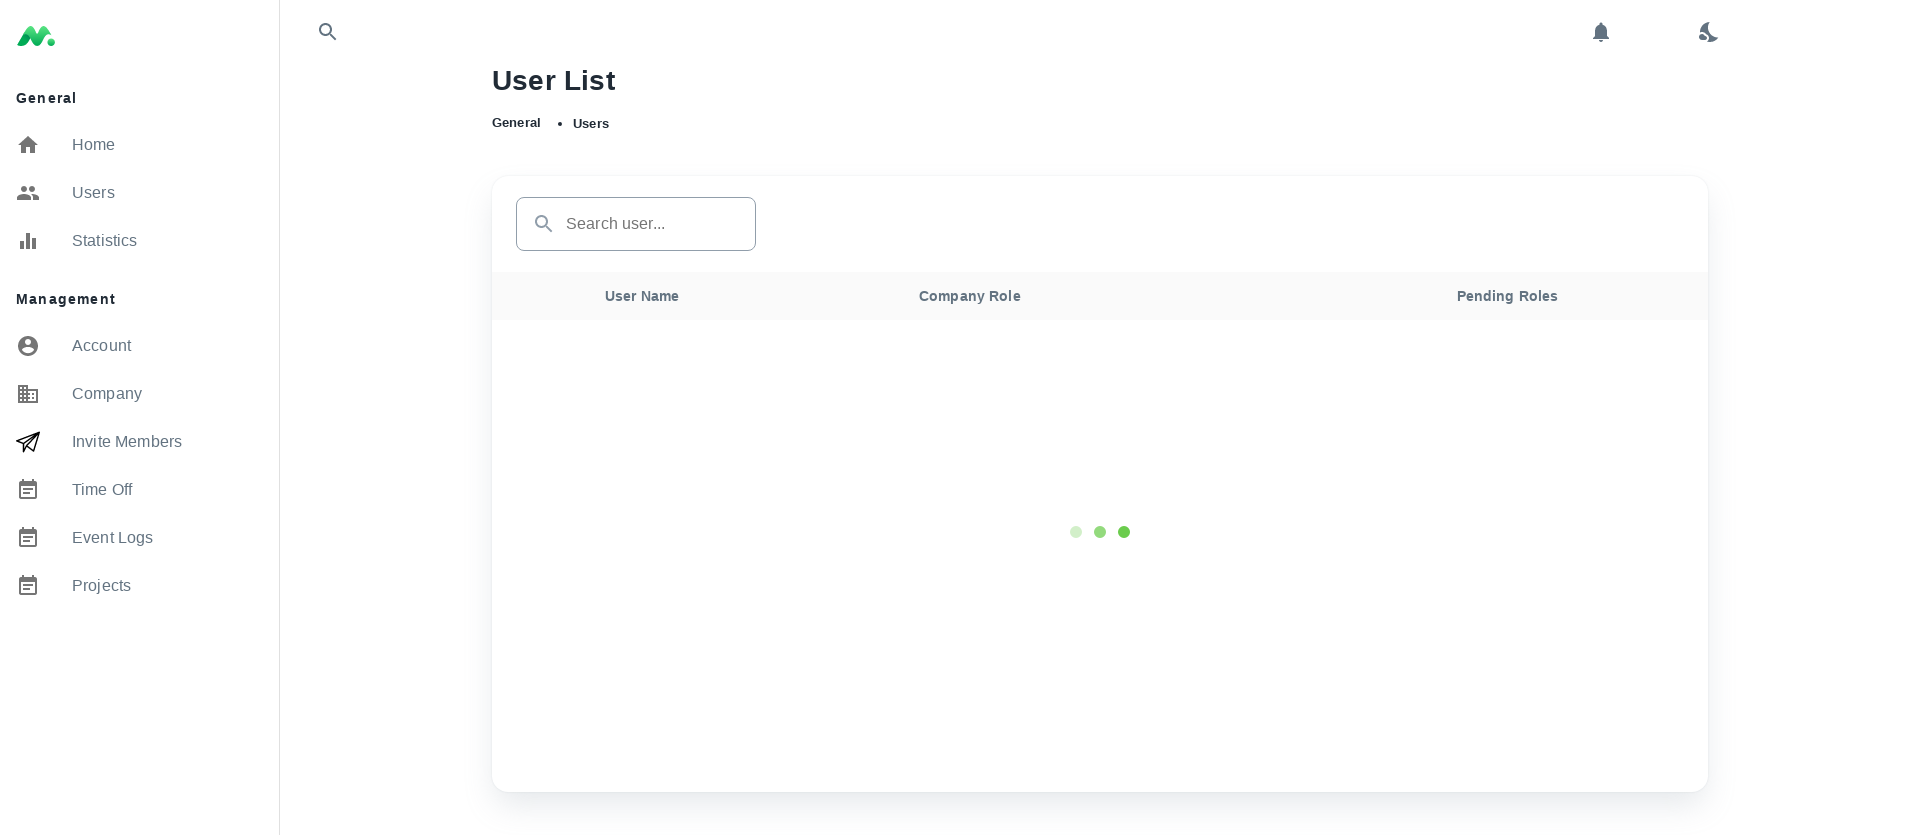 General
Home
Users
Statistics
Management
Account
Company
Invite Members
Time Off
Event Logs
Projects
User List
General • Users
Search user...
User Name Company Role Pending Roles